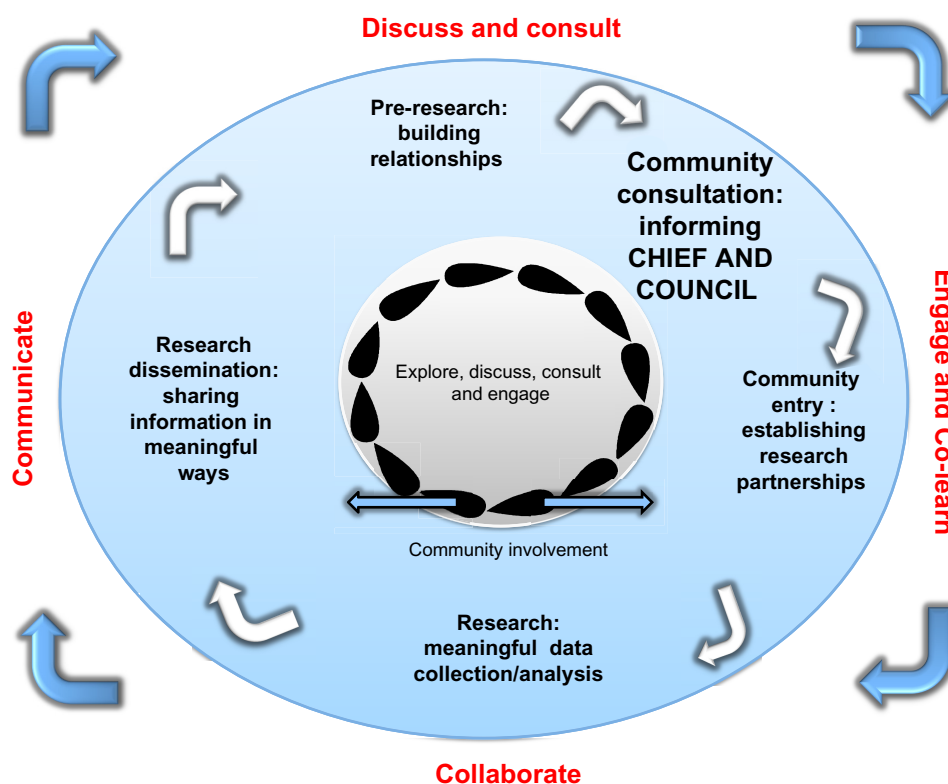 Discuss and consult
Pre-research:
building
relationships
Community
consultation:
informing
CHIEF AND
COUNCIL
Engage and Co-learn
Community
entry :
establishing
research
partnerships
Explore, discuss, consult
and engage
Community involvement
Research:
meaningful data
collection/analysis
Collaborate
Research
dissemination:
sharing
information in
meaningful
ways
Communicate